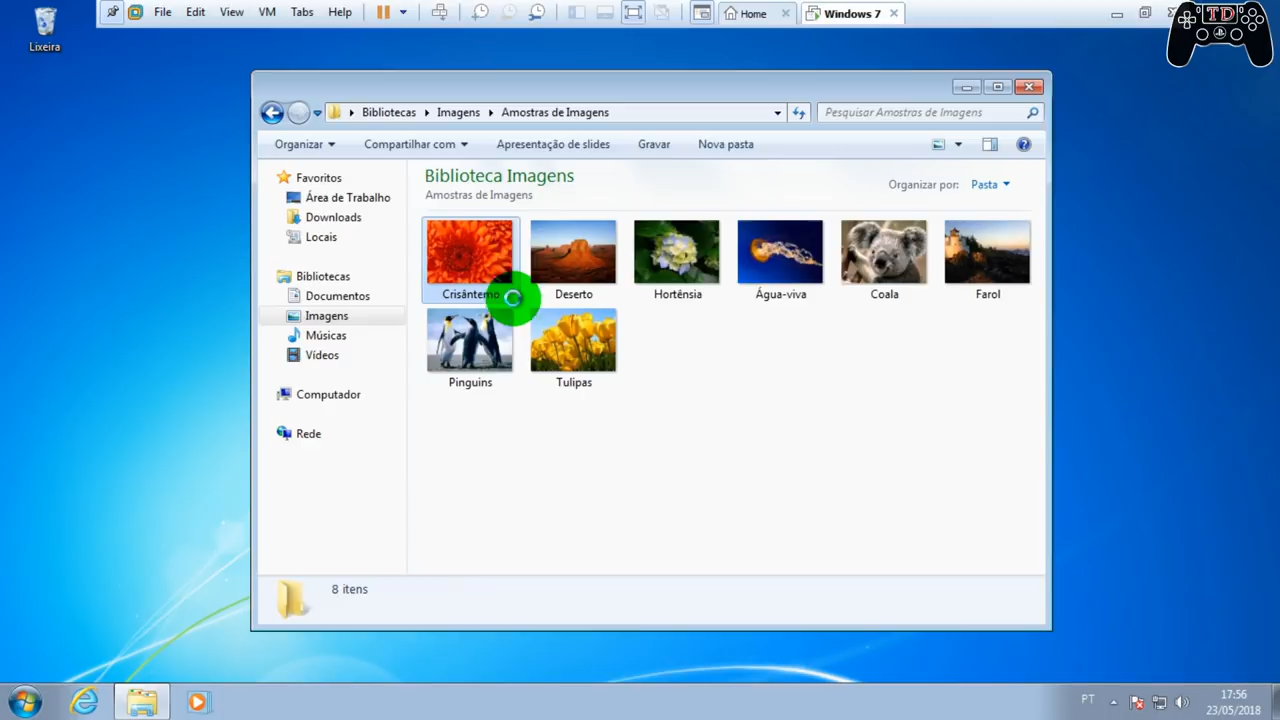 File Edit View VM Tabs Help
Home
Windows 7
TD
Lixeira
Bibliotecas Imagens Amostras de Imagens
Pesquisar Amostras de Imagens
Organizar Compartilhar com Apresentação de slides Gravar Nova pasta
Favoritos
Área de Trabalho
Downloads
Locais
Bibliotecas
Documentos
Imagens
Músicas
Vídeos
Computador
Rede
Biblioteca Imagens
Amostras de Imagens
Organizar por: Pasta
Crisântemo
Deserto
Hortênsia
Água-viva
Coala
Farol
Pinguins
Tulipas
8 itens
PT
17:56
23/05/2018